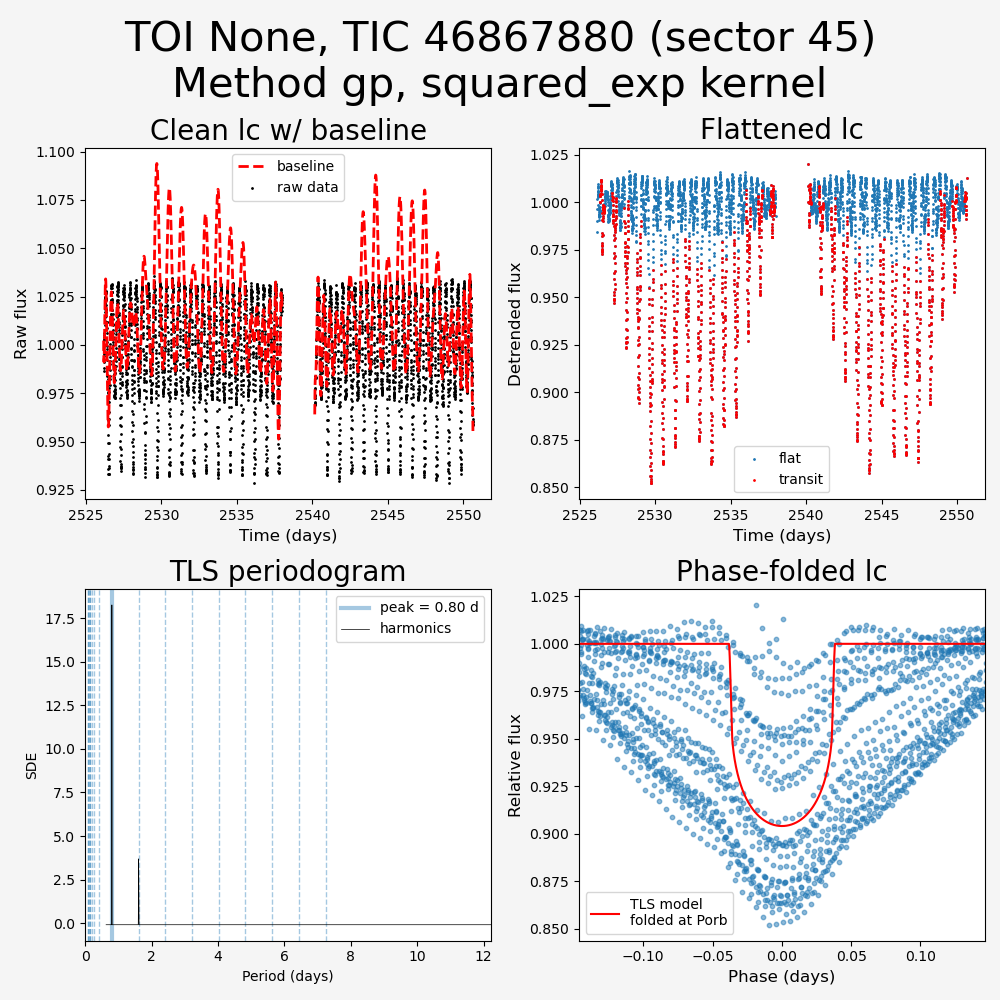 TOI None, TIC 46867880 (sector 45)
Method gp, squared_exp kernel
Clean lc w/ baseline
baseline
raw data
1.100
1.075
1.050
1.025
1.000
0.975
0.950
0.925
Raw flux
2525
2530
2535
2540
2545
2550
Time (days)
Flattened lc
1.025
1.000
0.975
0.950
0.925
0.900
0.875
0.850
Detrended flux
flat
transit
2525
2530
2535
2540
2545
2550
Time (days)
TLS periodogram
peak = 0.80 d
harmonics
17.5
15.0
12.5
10.0
7.5
5.0
2.5
0.0
SDE
0
2
4
6
8
10
12
Period (days)
Phase-folded lc
1.025
1.000
0.975
0.950
0.925
0.900
0.875
0.850
Relative flux
TLS model
folded at Porb
−0.10
−0.05
0.00
0.05
0.10
Phase (days)